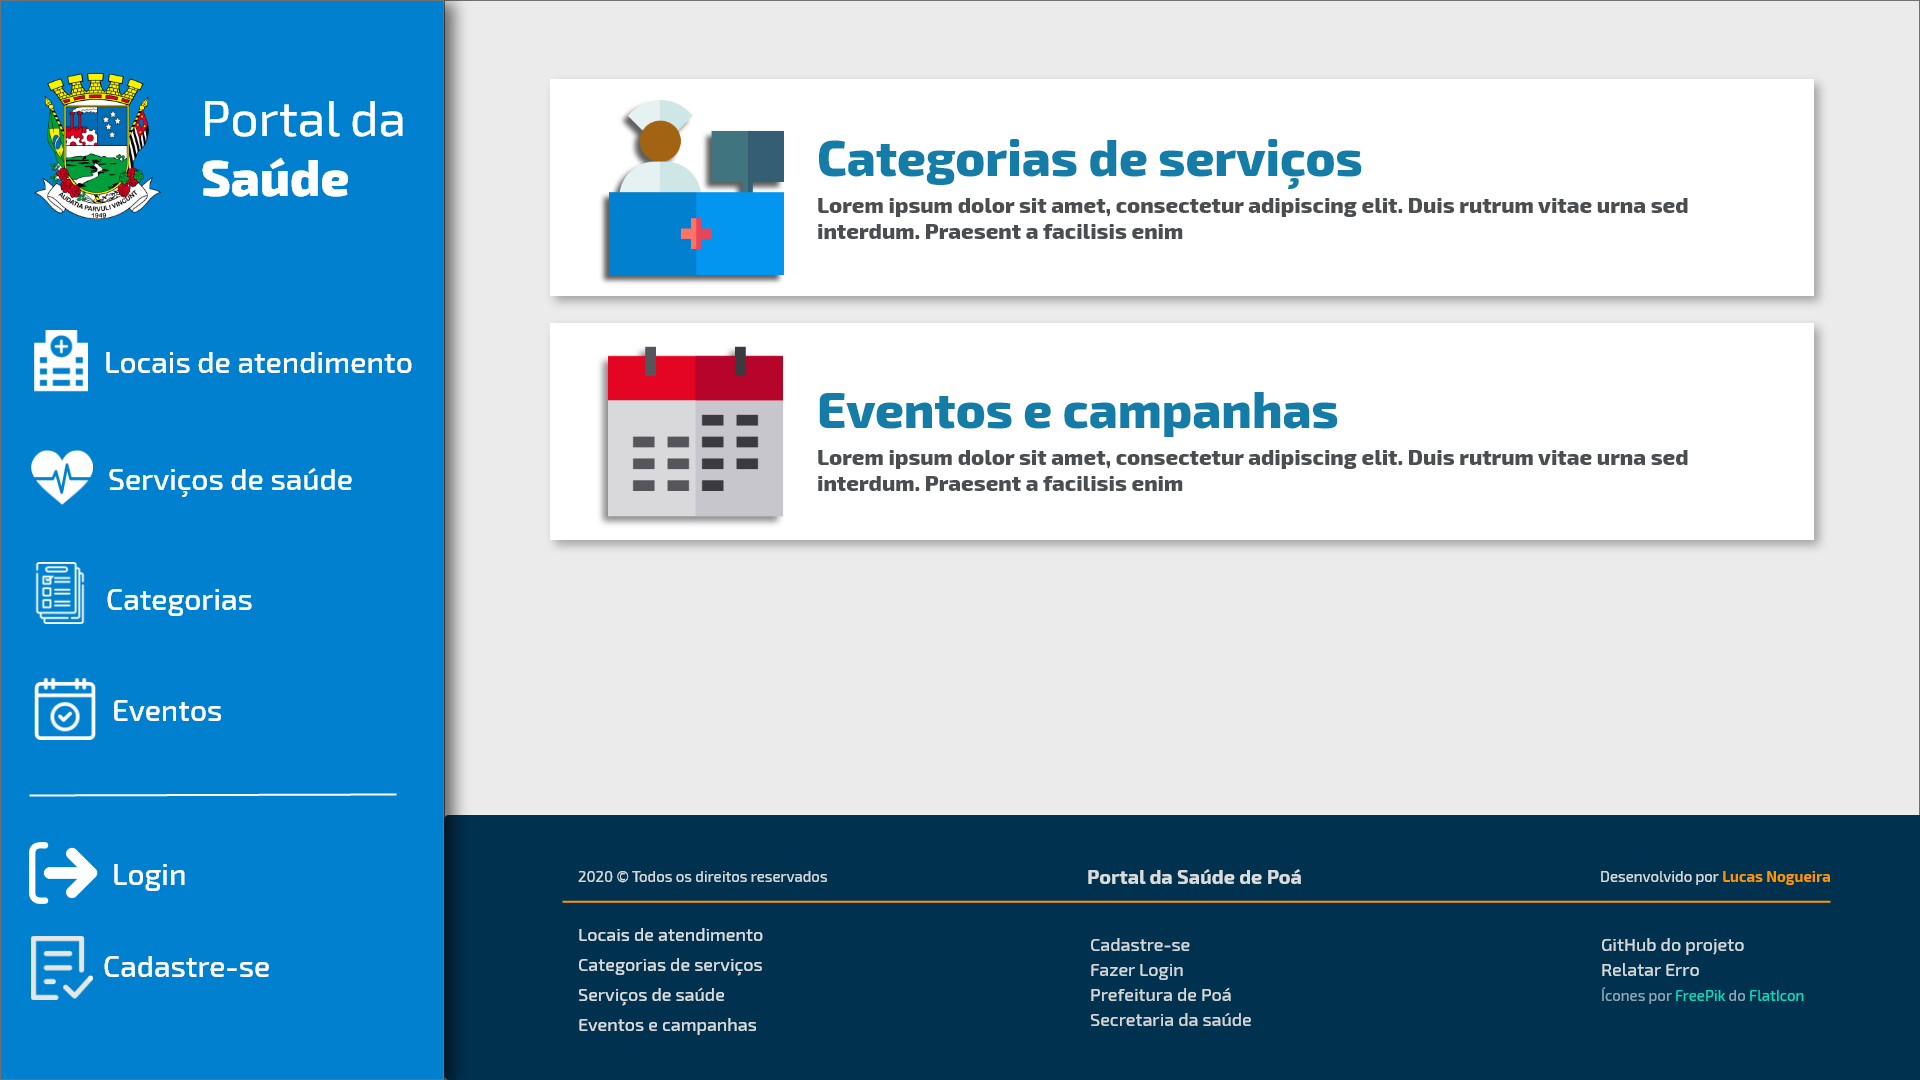 Portal da
Saúde
AUDATIA PARVULI VINCUNT
1949
Locais de atendimento
Serviços de saúde
Categorias
Eventos
Login
Cadastre-se
Categorias de serviços
Lorem ipsum dolor sit amet, consectetur adipiscing elit. Duis rutrum vitae urna sed
interdum. Praesent a facilisis enim
Eventos e campanhas
Lorem ipsum dolor sit amet, consectetur adipiscing elit. Duis rutrum vitae urna sed
interdum. Praesent a facilisis enim
2020 © Todos os direitos reservados
Portal da Saúde de Poá
Desenvolvido por Lucas Nogueira
Locais de atendimento
Categorias de serviços
Serviços de saúde
Eventos e campanhas
Cadastre-se
Fazer Login
Prefeitura de Poá
Secretaria da saúde
GitHub do projeto
Relatar Erro
Ícones por FreePik do FlatIcon